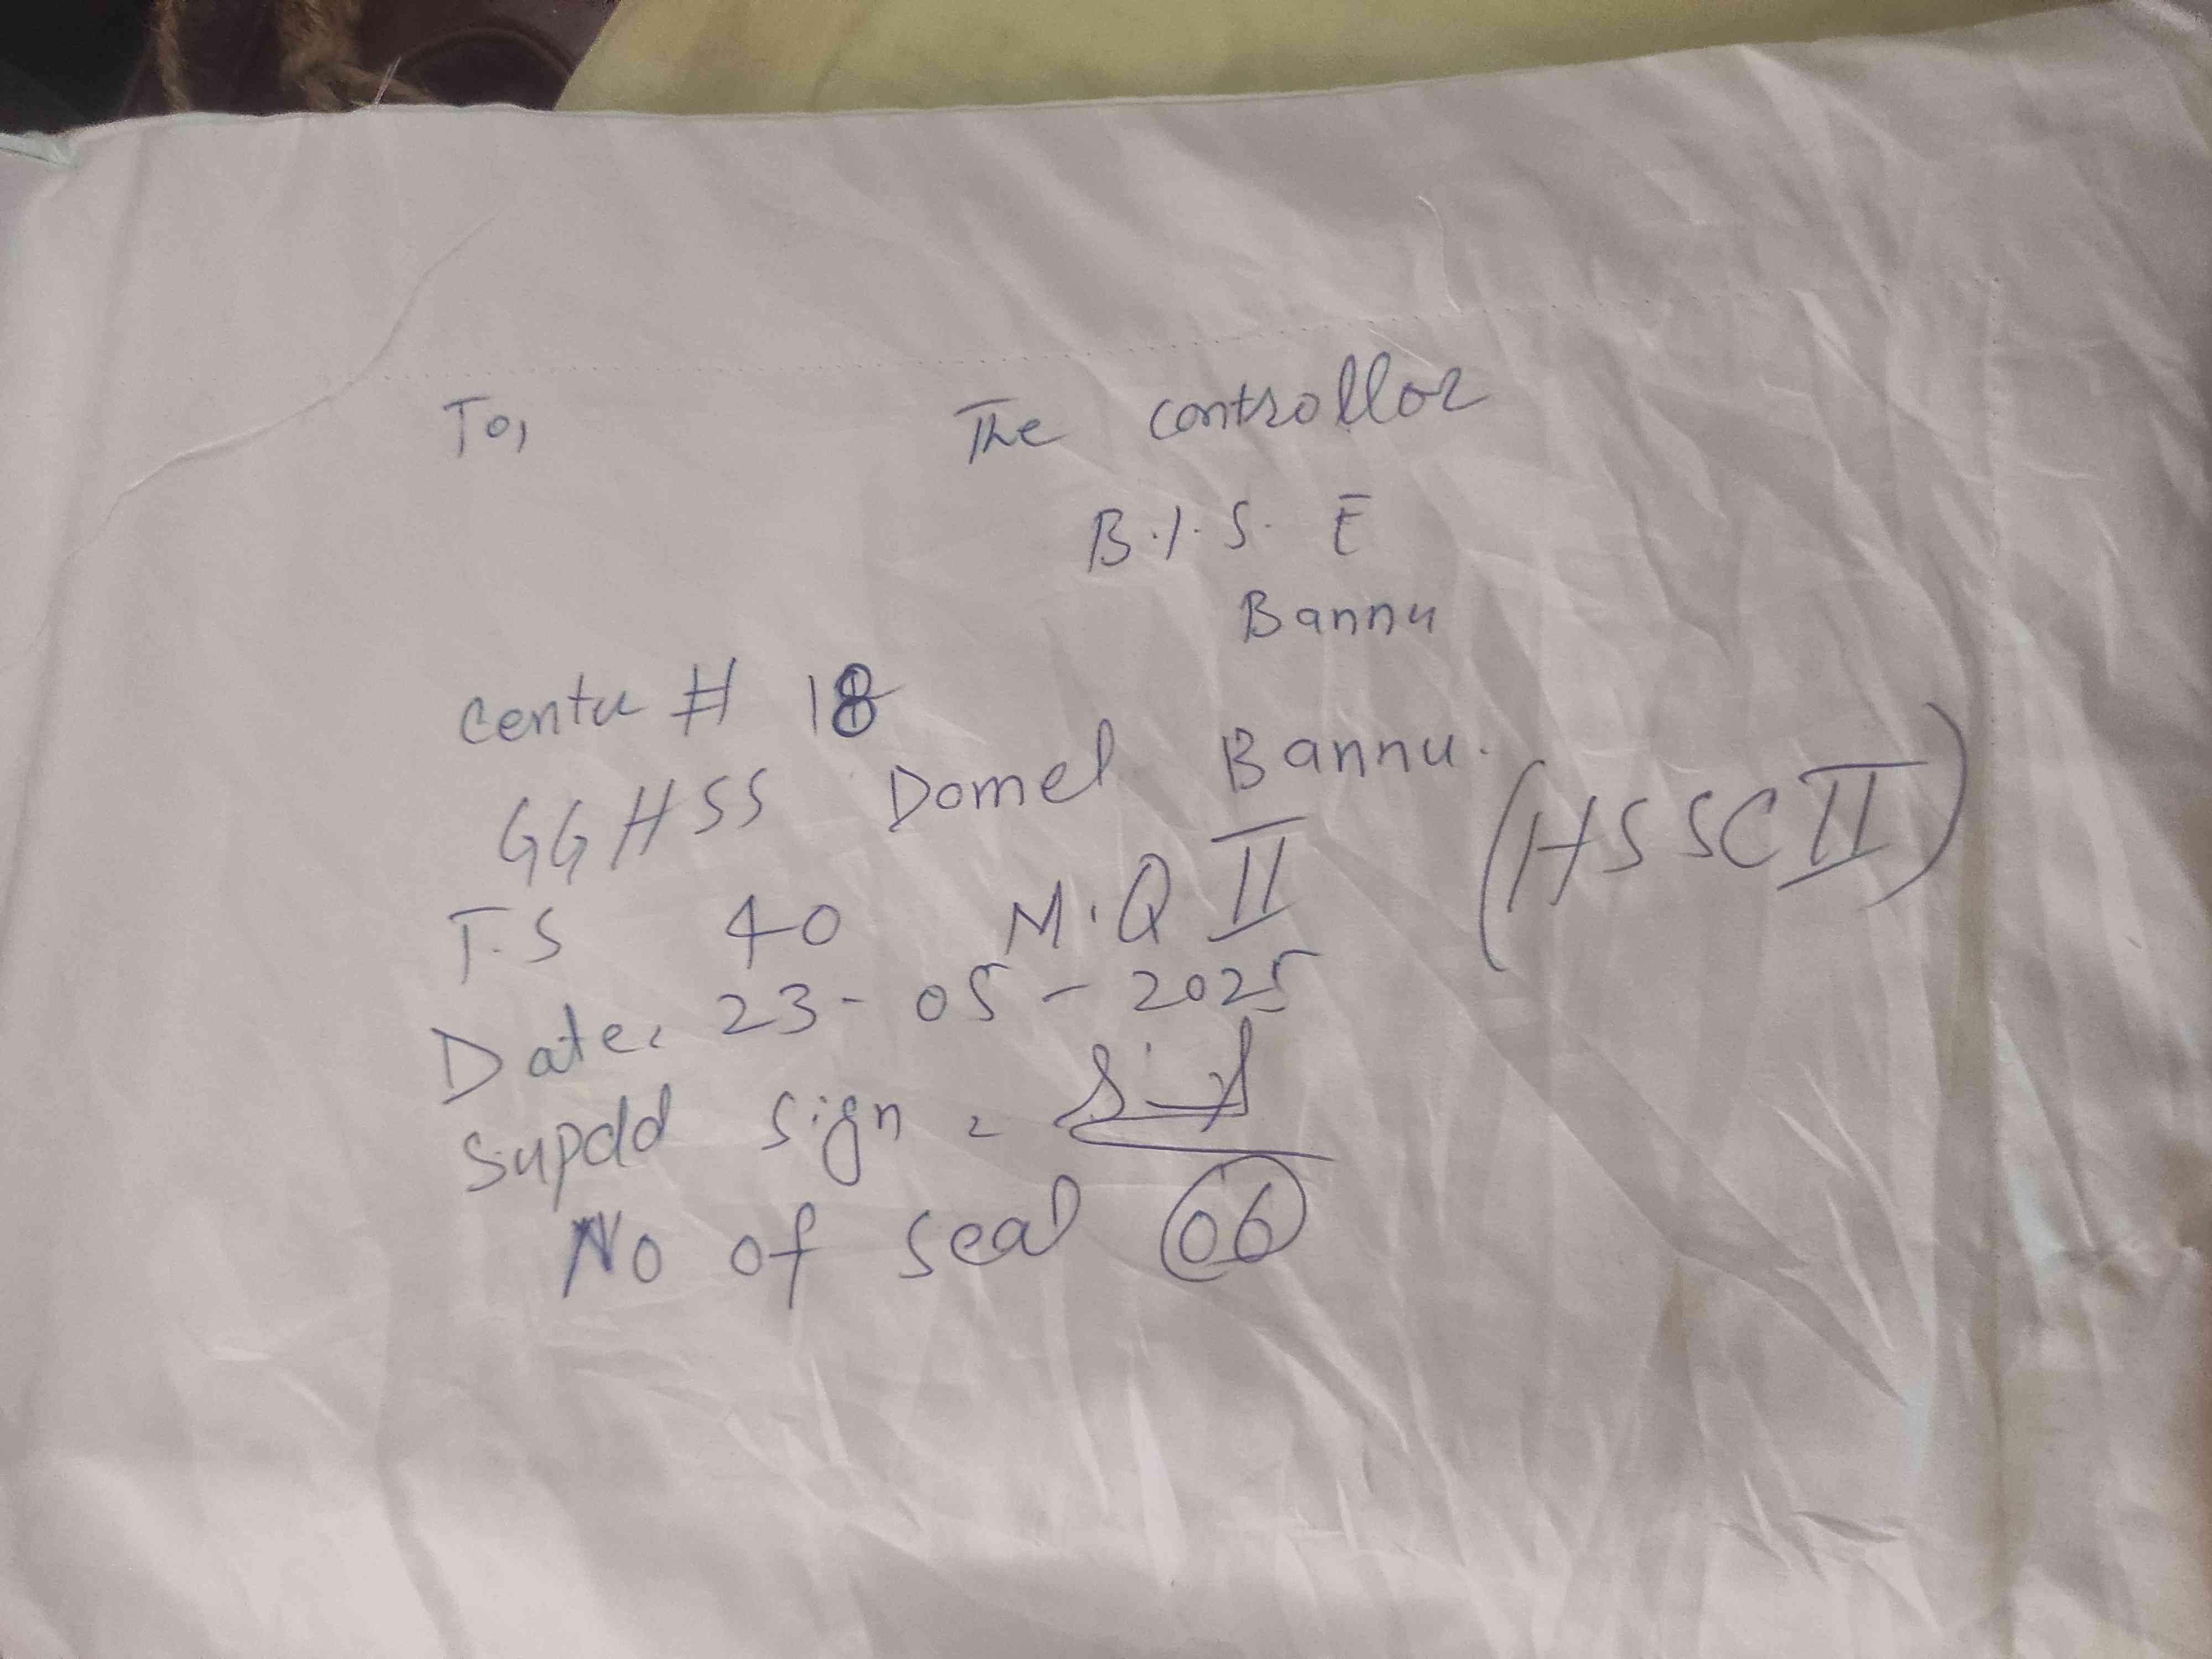 To, The controllor
B.I.S. E
Bannu
Center # 18
GGHSS Domel Bannu.
(HSSC II)
T.S 40 M.Q II
Date: 23-05-2025
Supdd sign:
No of seal 06